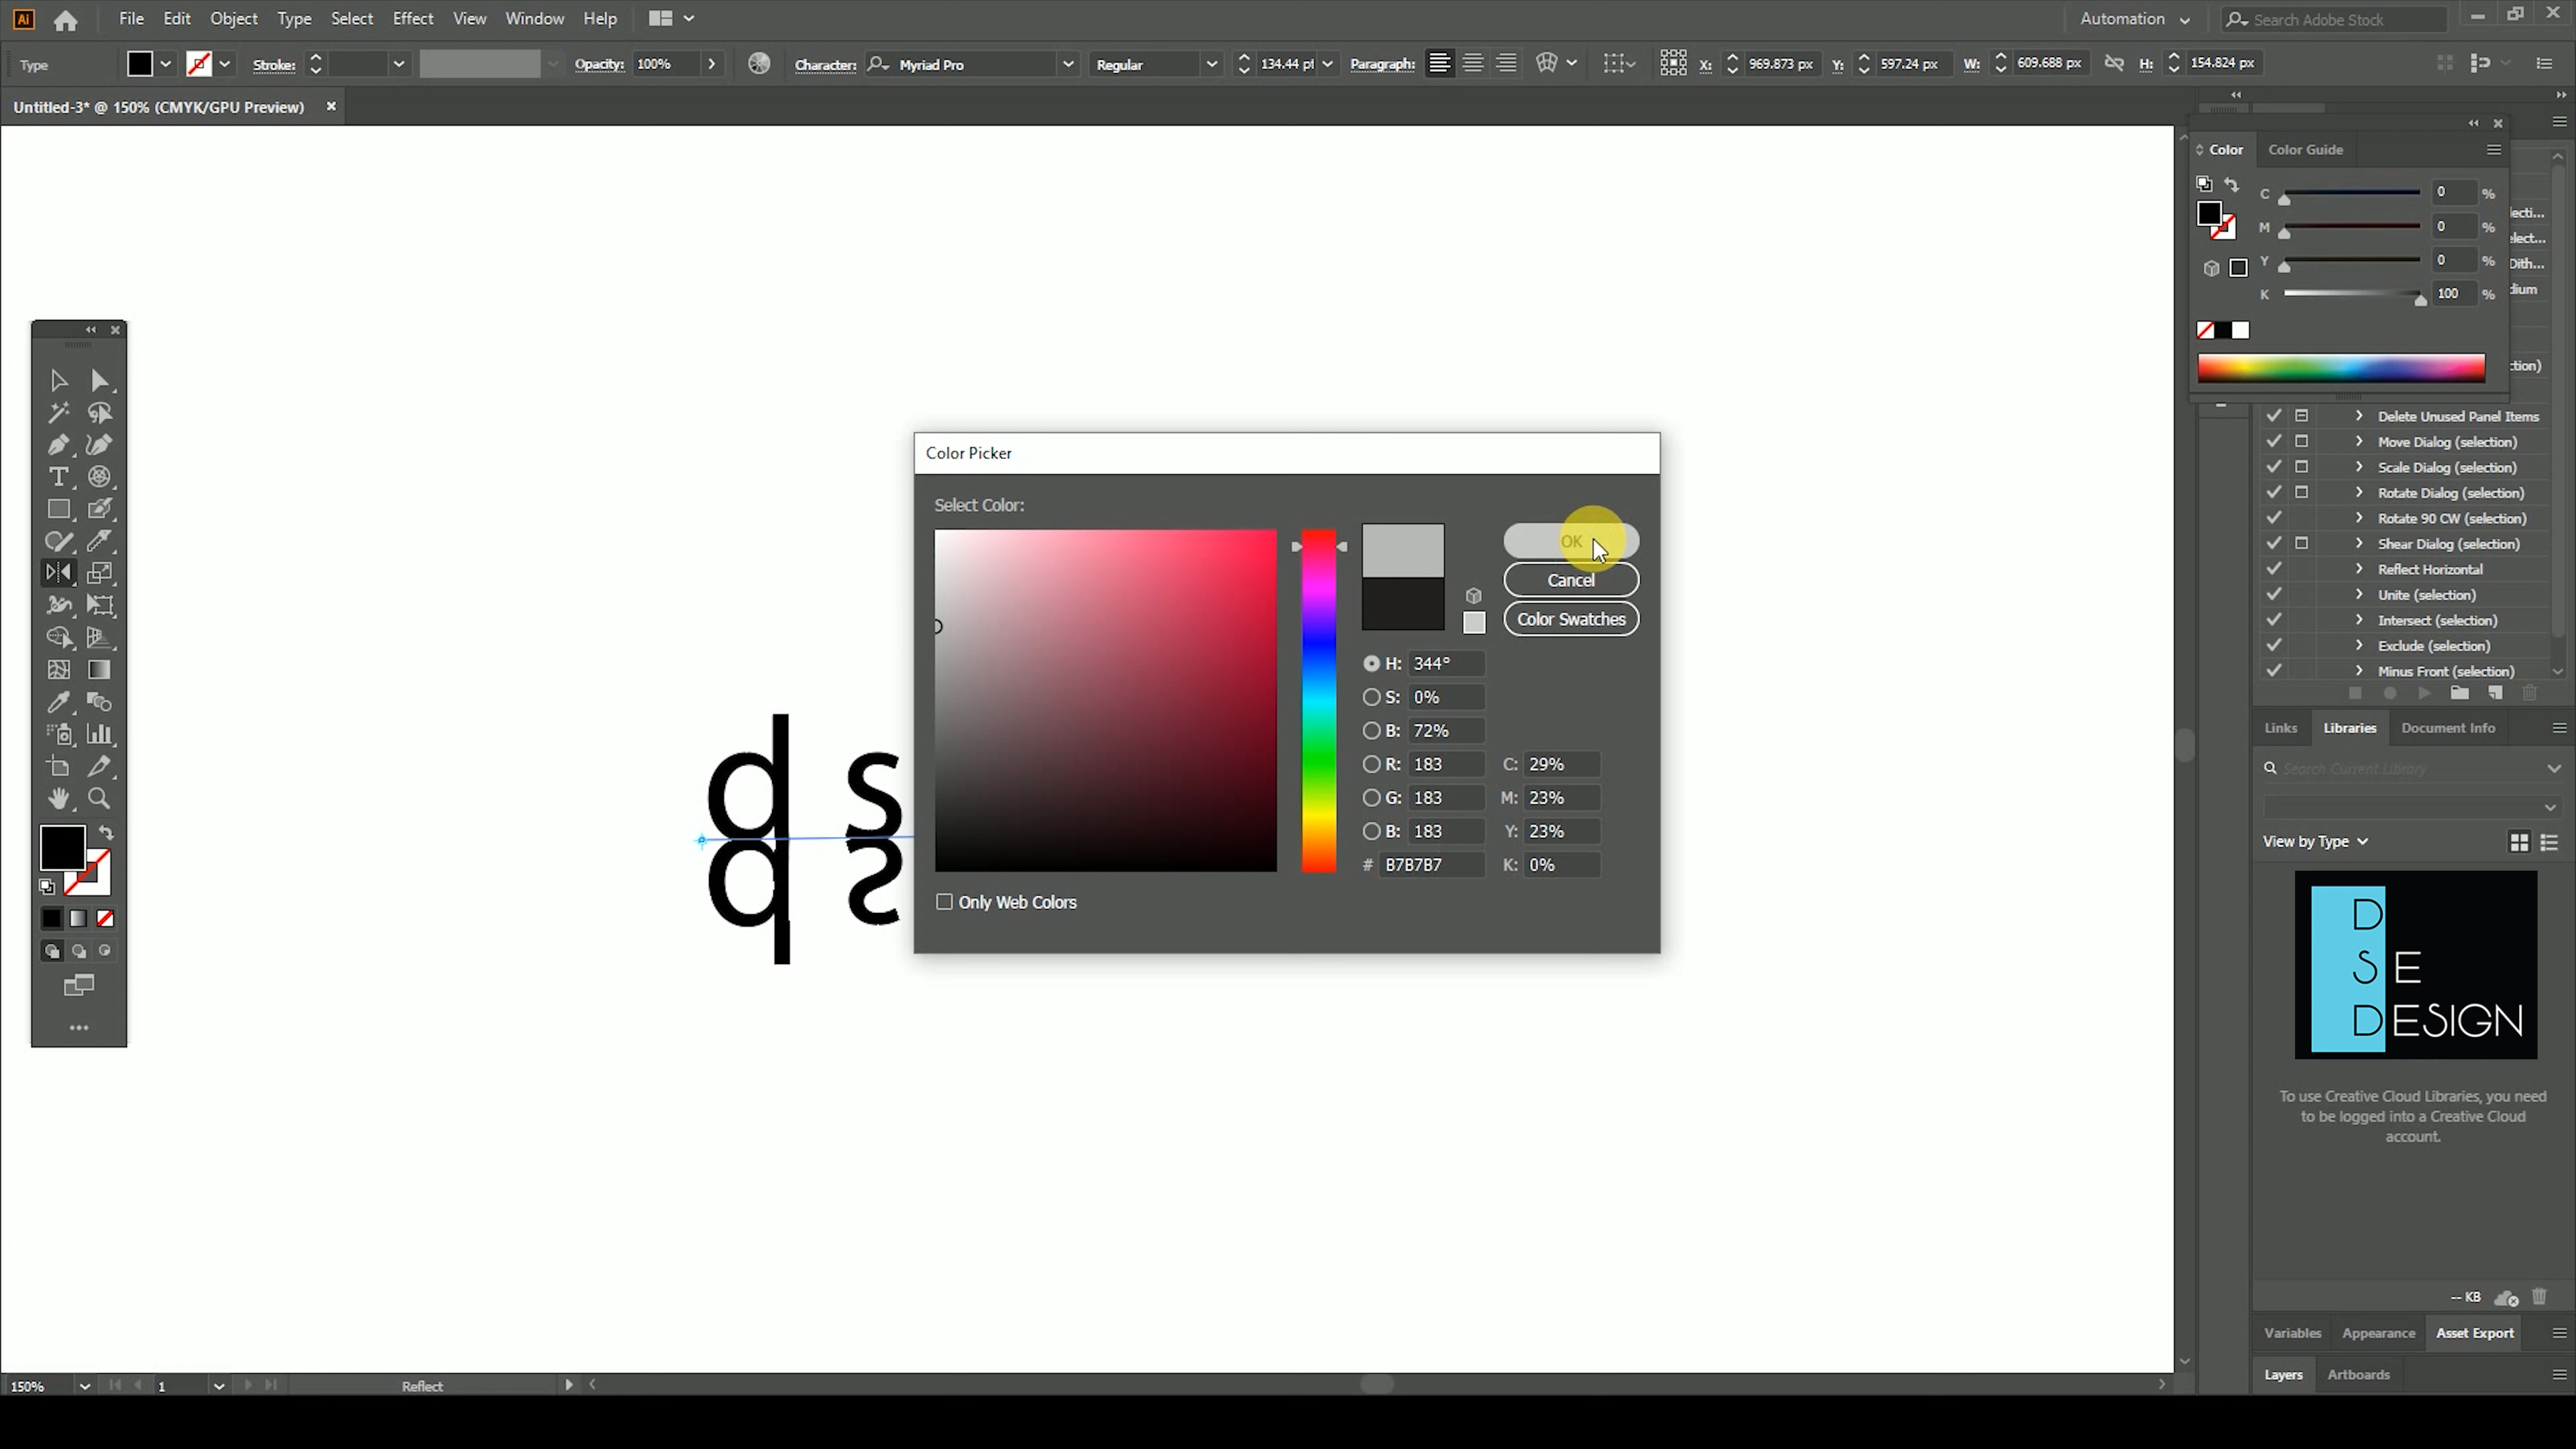 Ai File Edit Object Type Select Effect View Window Help Automation Search Adobe Stock
Type Stroke: Opacity: 100% Character: Myriad Pro Regular 134.44 pt Paragraph: X: 969.873 px Y: 597.24 px W: 609.688 px H: 154.824 px
Untitled-3* @ 150% (CMYK/GPU Preview)
Color Color Guide
C 0 %
M 0 %
Y 0 %
K 100 %
Delete Unused Panel Items
Move Dialog (selection)
Scale Dialog (selection)
Rotate Dialog (selection)
Rotate 90 CW (selection)
Shear Dialog (selection)
Reflect Horizontal
Unite (selection)
Intersect (selection)
Exclude (selection)
Minus Front (selection)
Color Picker
Select Color:
OK
Cancel
Color Swatches
H: 344°
S: 0%
B: 72%
R: 183 C: 29%
G: 183 M: 23%
B: 183 Y: 23%
# B7B7B7 K: 0%
Only Web Colors
d s
Links Libraries Document Info
Search Current Library
View by Type
D
S E
DESIGN
To use Creative Cloud Libraries, you need
to be logged into a Creative Cloud
account.
-- KB
Variables Appearance Asset Export
Layers Artboards
150% 1 Reflect